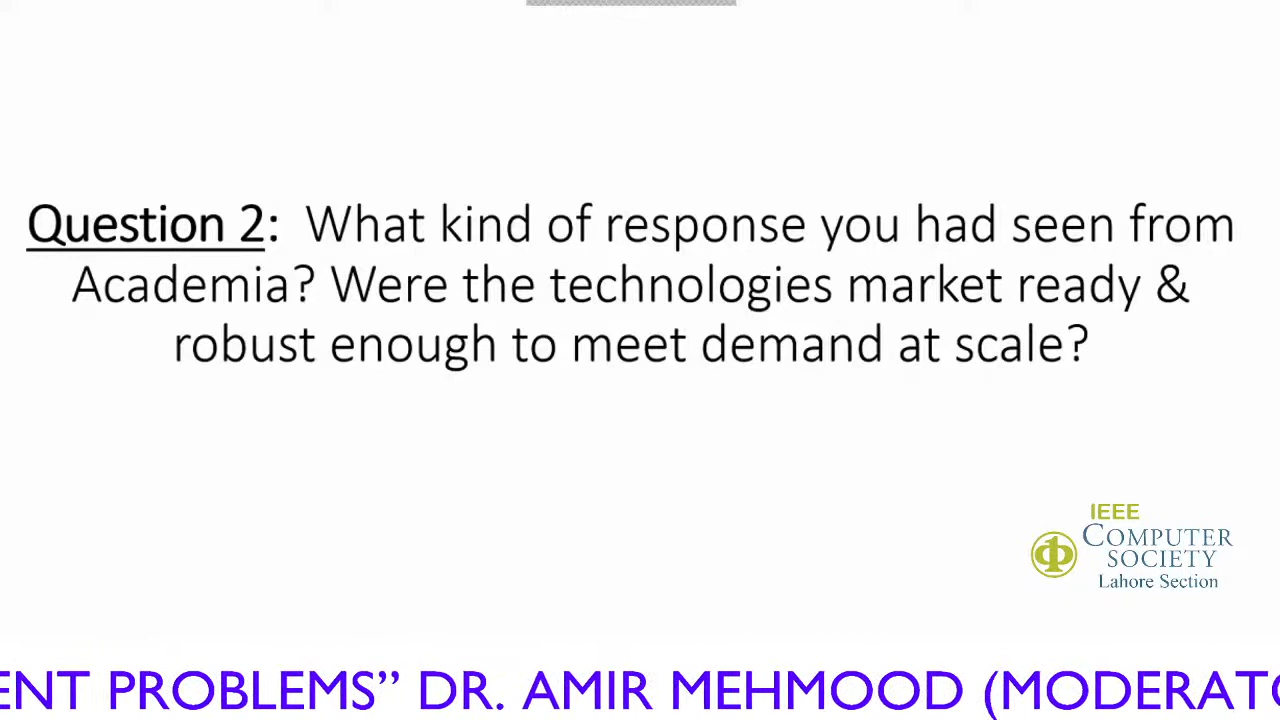 Question 2:  What kind of response you had seen from
Academia? Were the technologies market ready &
robust enough to meet demand at scale?
IEEE
COMPUTER
SOCIETY
Lahore Section
ENT PROBLEMS” DR. AMIR MEHMOOD (MODERATO